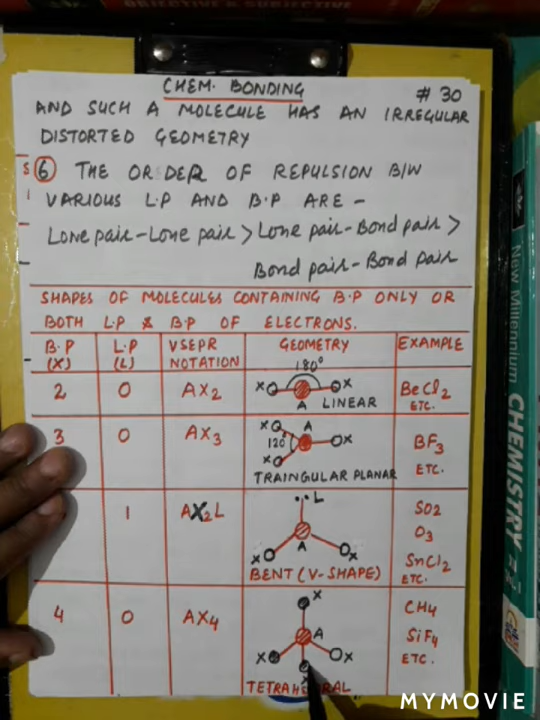 OBJECTIVE & SUBJECTIVE
CHEM. BONDING # 30
AND SUCH A MOLECULE HAS AN IRREGULAR
DISTORTED GEOMETRY
6 THE ORDER OF REPULSION B/W
VARIOUS L.P AND B.P ARE -
Lone pair - Lone pair > Lone pair - Bond pair >
Bond pair - Bond pair
SHAPES OF MOLECULES CONTAINING B.P ONLY OR
BOTH L.P & B.P OF ELECTRONS.
B.P (X) L.P (L) VSEPR NOTATION GEOMETRY EXAMPLE
2 0 AX2 180° X X A LINEAR BeCl2 ETC.
3 0 AX3 X A 120° X X TRAINGULAR PLANAR BF3 ETC.
1 AX2L L A X X BENT (V-SHAPE) SO2 O3 SnCl2 ETC.
4 0 AX4 X A X X TETRAHEDRAL CH4 SiF4 ETC.
New Millennium
CHEMISTRY
MYMOVIE